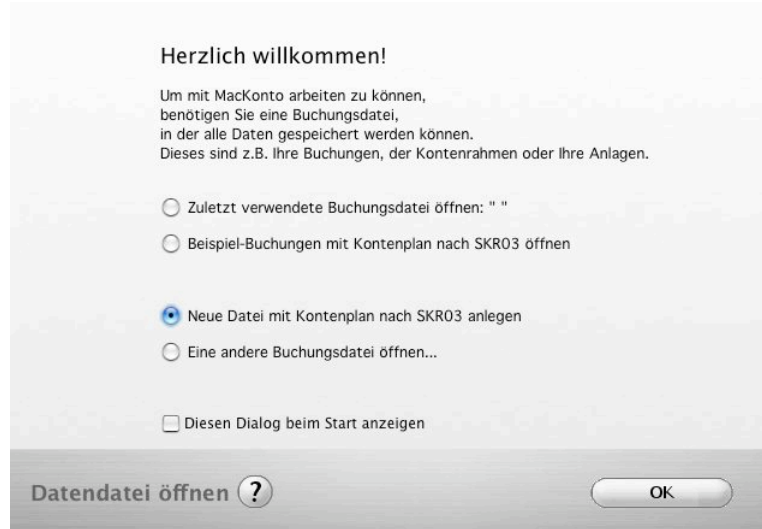 Herzlich willkommen!
Um mit MacKonto arbeiten zu können,
benötigen Sie eine Buchungsdatei,
in der alle Daten gespeichert werden können.
Dieses sind z.B. Ihre Buchungen, der Kontenrahmen oder Ihre Anlagen.
Zuletzt verwendete Buchungsdatei öffnen: " "
Beispiel-Buchungen mit Kontenplan nach SKR03 öffnen
Neue Datei mit Kontenplan nach SKR03 anlegen
Eine andere Buchungsdatei öffnen...
Diesen Dialog beim Start anzeigen
Datendatei öffnen ? OK